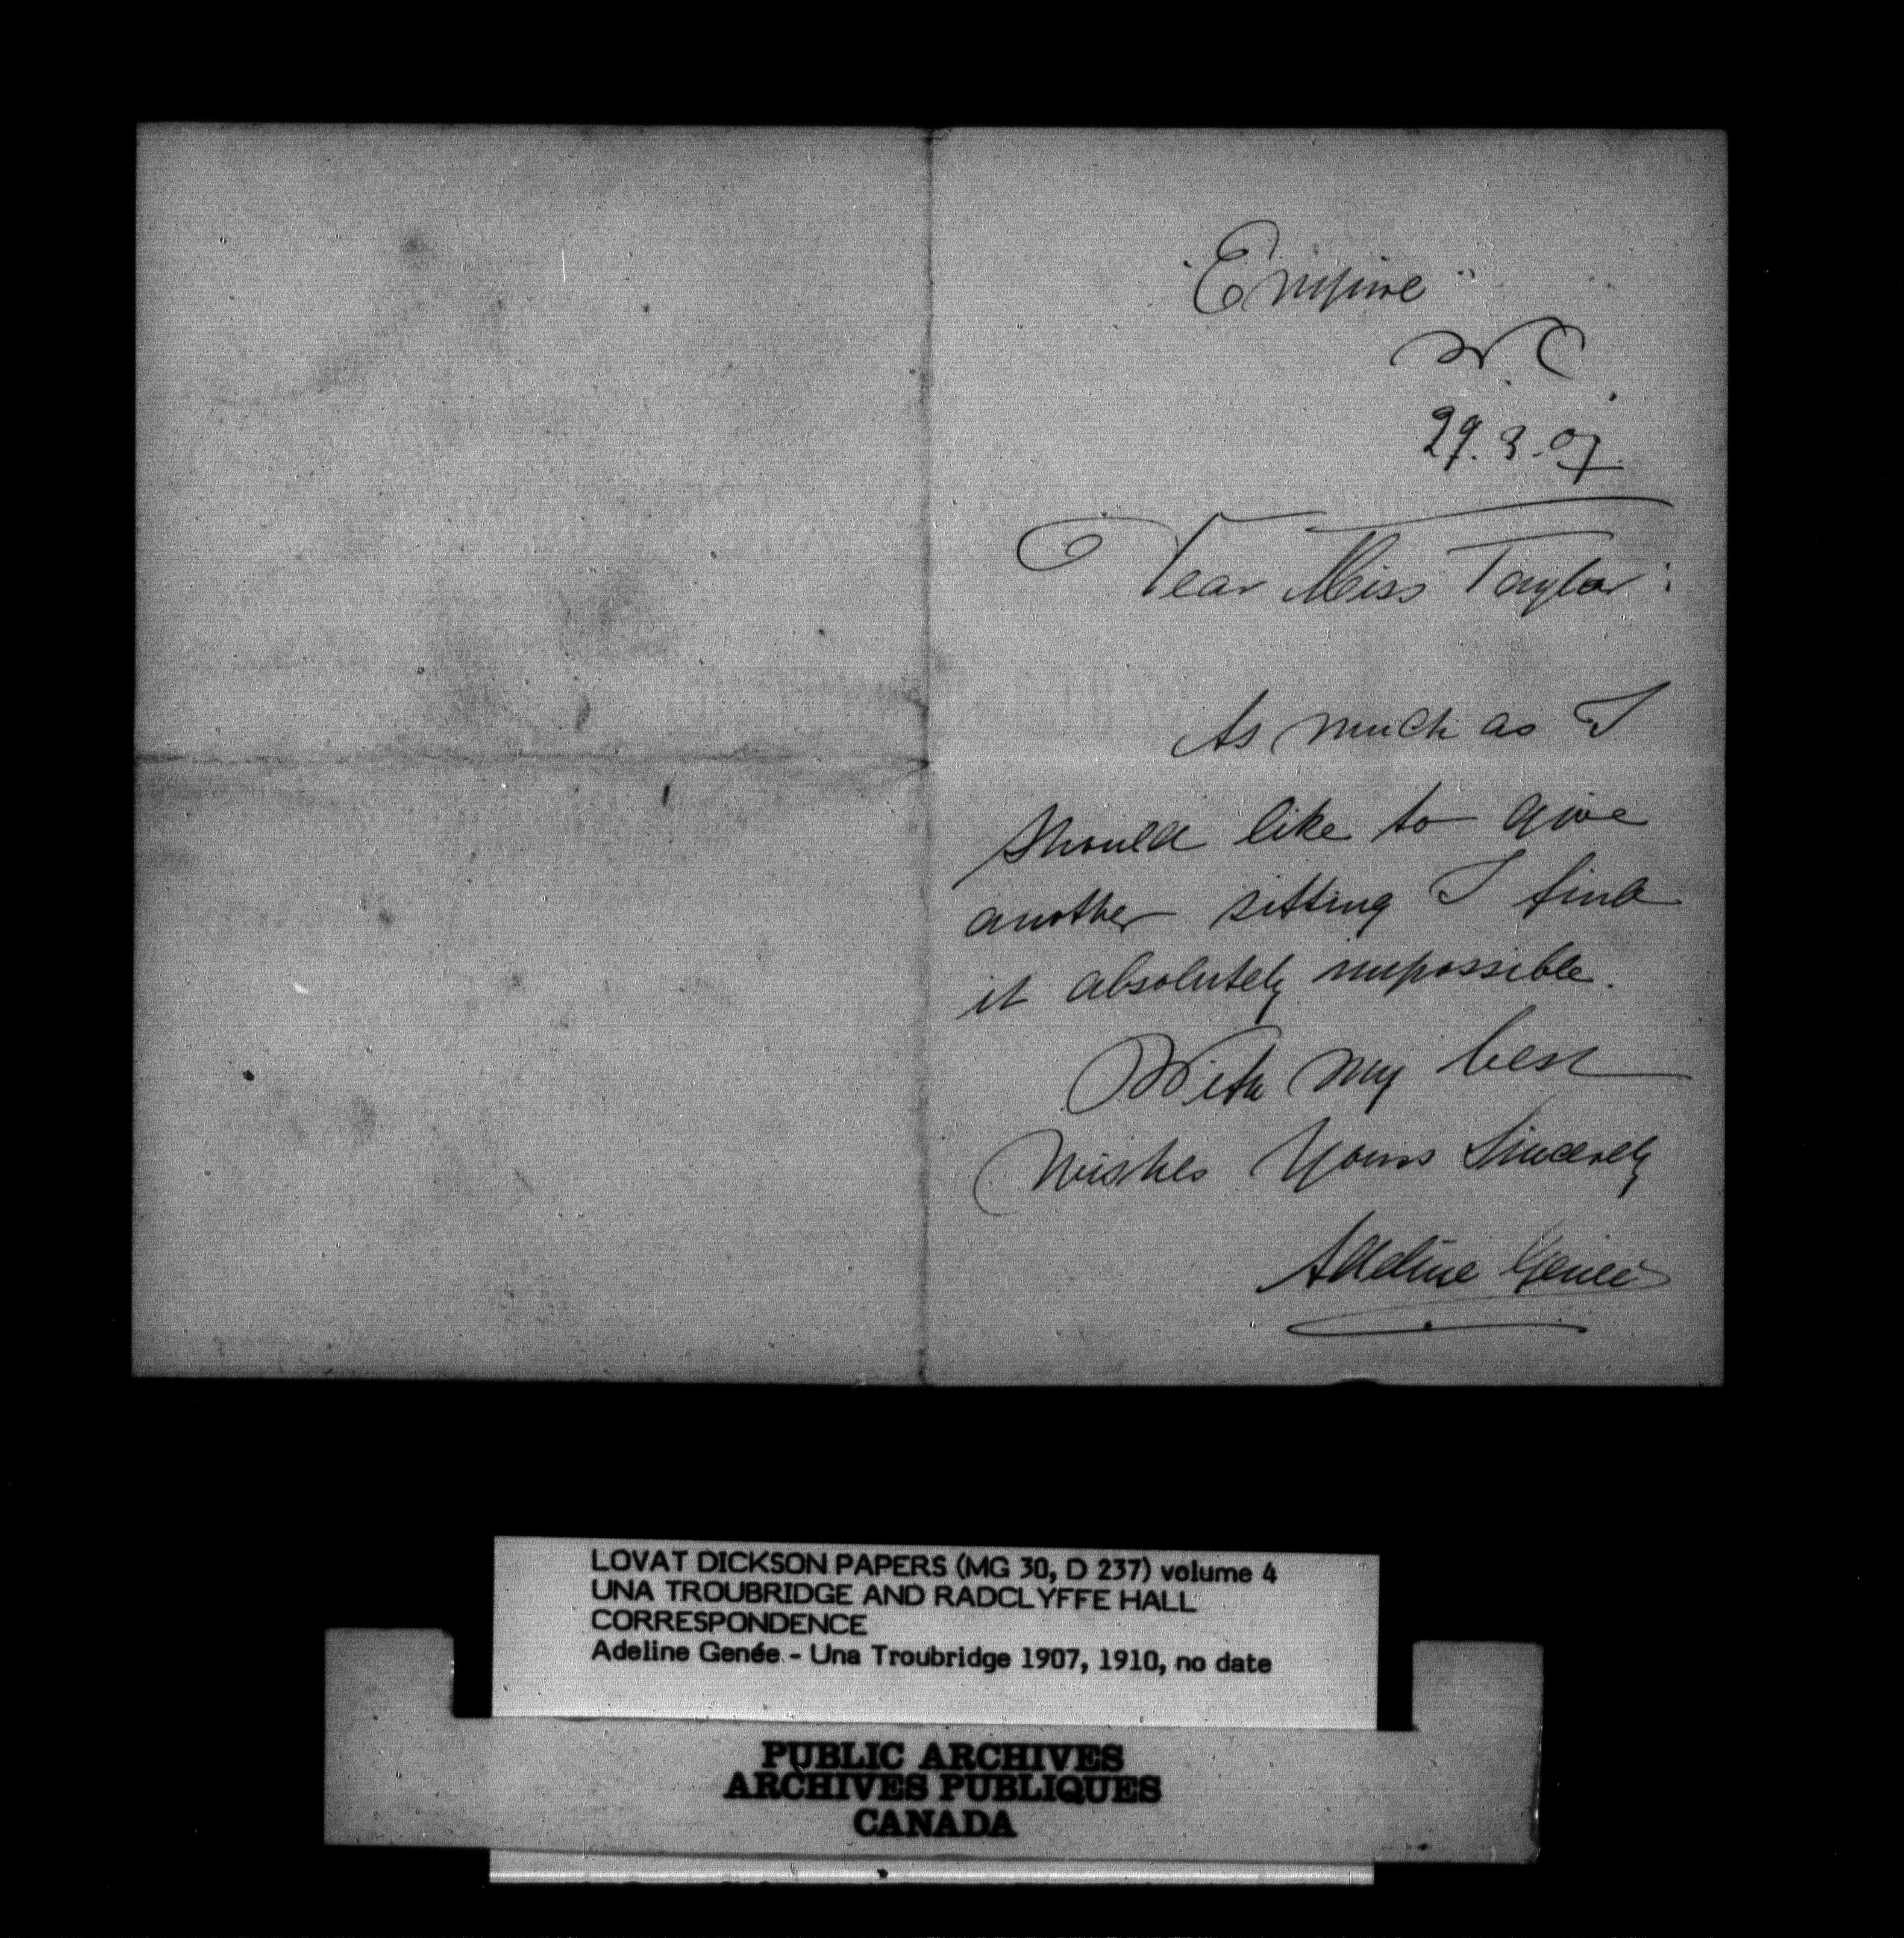 "Empire"
W.C.
29.3.07.
Dear Miss Taylor:
As much as I
should like to give
another sitting I find
it absolutely impossible.
With my best
wishes Yours Sincerely
Adeline Genée
LOVAT DICKSON PAPERS (MG 30, D 237) volume 4
UNA TROUBRIDGE AND RADCLYFFE HALL
CORRESPONDENCE
Adeline Genée - Una Troubridge 1907, 1910, no date
PUBLIC ARCHIVES
ARCHIVES PUBLIQUES
CANADA